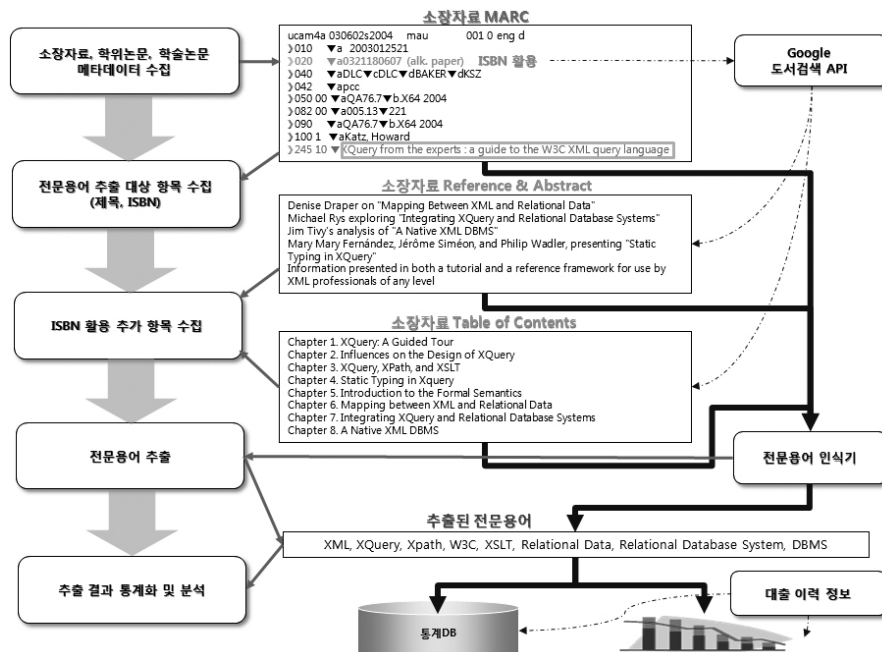 소장자료 MARC
소장자료, 학위논문, 학술논문
메타데이터 수집
ucam4a 030602s2004 mau 001 0 eng d
❯010 ▼a 2003012521
❯020 ▼a0321180607 (alk. paper) ISBN 활용
❯040 ▼aDLC▼cDLC▼dBAKER▼dKSZ
❯042 ▼apcc
❯050 00 ▼aQA76.7▼b.X64 2004
❯082 00 ▼a005.13▼221
❯090 ▼aQA76.7▼b.X64 2004
❯100 1 ▼aKatz, Howard
❯245 10 ▼XQuery from the experts : a guide to the W3C XML query language
Google
도서검색 API
전문용어 추출 대상 항목 수집
(제목, ISBN)
소장자료 Reference & Abstract
Denise Draper on "Mapping Between XML and Relational Data"
Michael Rys exploring "Integrating XQuery and Relational Database Systems"
Jim Tivy's analysis of "A Native XML DBMS"
Mary Mary Fernández, Jérôme Siméon, and Philip Wadler, presenting "Static
Typing in XQuery"
Information presented in both a tutorial and a reference framework for use by
XML professionals of any level
ISBN 활용 추가 항목 수집
소장자료 Table of Contents
Chapter 1. XQuery: A Guided Tour
Chapter 2. Influences on the Design of XQuery
Chapter 3. XQuery, XPath, and XSLT
Chapter 4. Static Typing in Xquery
Chapter 5. Introduction to the Formal Semantics
Chapter 6. Mapping between XML and Relational Data
Chapter 7. Integrating XQuery and Relational Database Systems
Chapter 8. A Native XML DBMS
전문용어 추출
전문용어 인식기
추출된 전문용어
XML, XQuery, Xpath, W3C, XSLT, Relational Data, Relational Database System, DBMS
추출 결과 통계화 및 분석
통계DB
대출 이력 정보